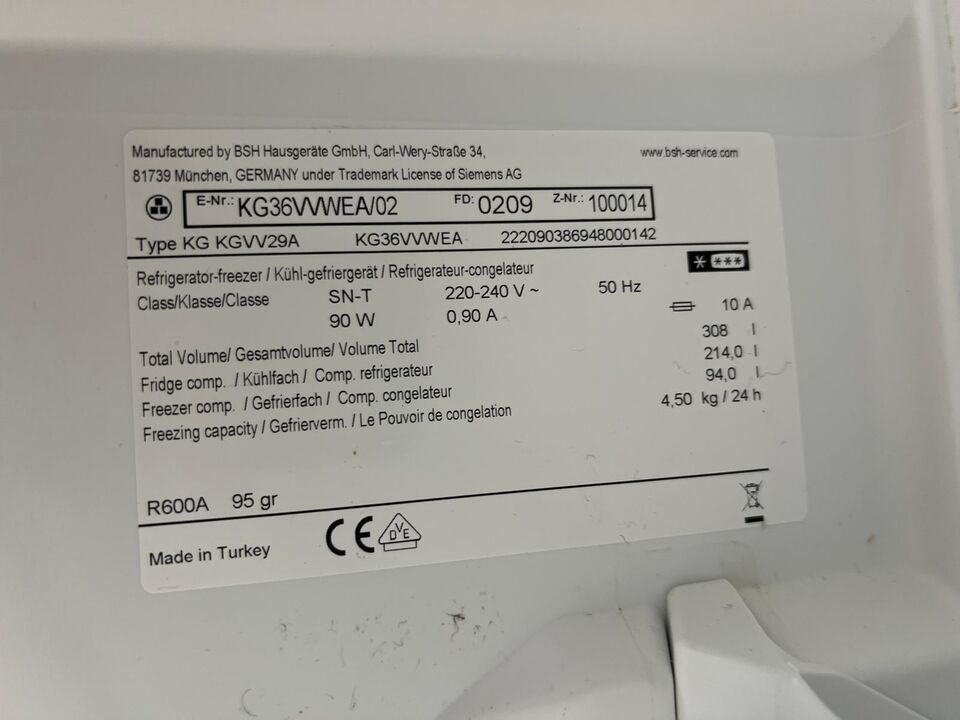 Manufactured by BSH Hausgeräte GmbH, Carl-Wery-Straße 34, www.bsh-service.com
81739 München, GERMANY under Trademark License of Siemens AG
E-Nr.: KG36VVWEA/02 FD: 0209 Z-Nr.: 100014
Type KG KGVV29A KG36VVWEA 222090386948000142
Refrigerator-freezer / Kühl-gefriergerät / Refrigerateur-congelateur
Class/Klasse/Classe SN-T 220-240 V ~ 50 Hz 10 A
90 W 0,90 A
Total Volume/ Gesamtvolume/ Volume Total 308 l
Fridge comp. / Kühlfach / Comp. refrigerateur 214,0 l
Freezer comp. / Gefrierfach / Comp. congelateur 94,0 l
Freezing capacity / Gefrierverm. / Le Pouvoir de congelation 4,50 kg / 24 h
R600A 95 gr
Made in Turkey CE DVE